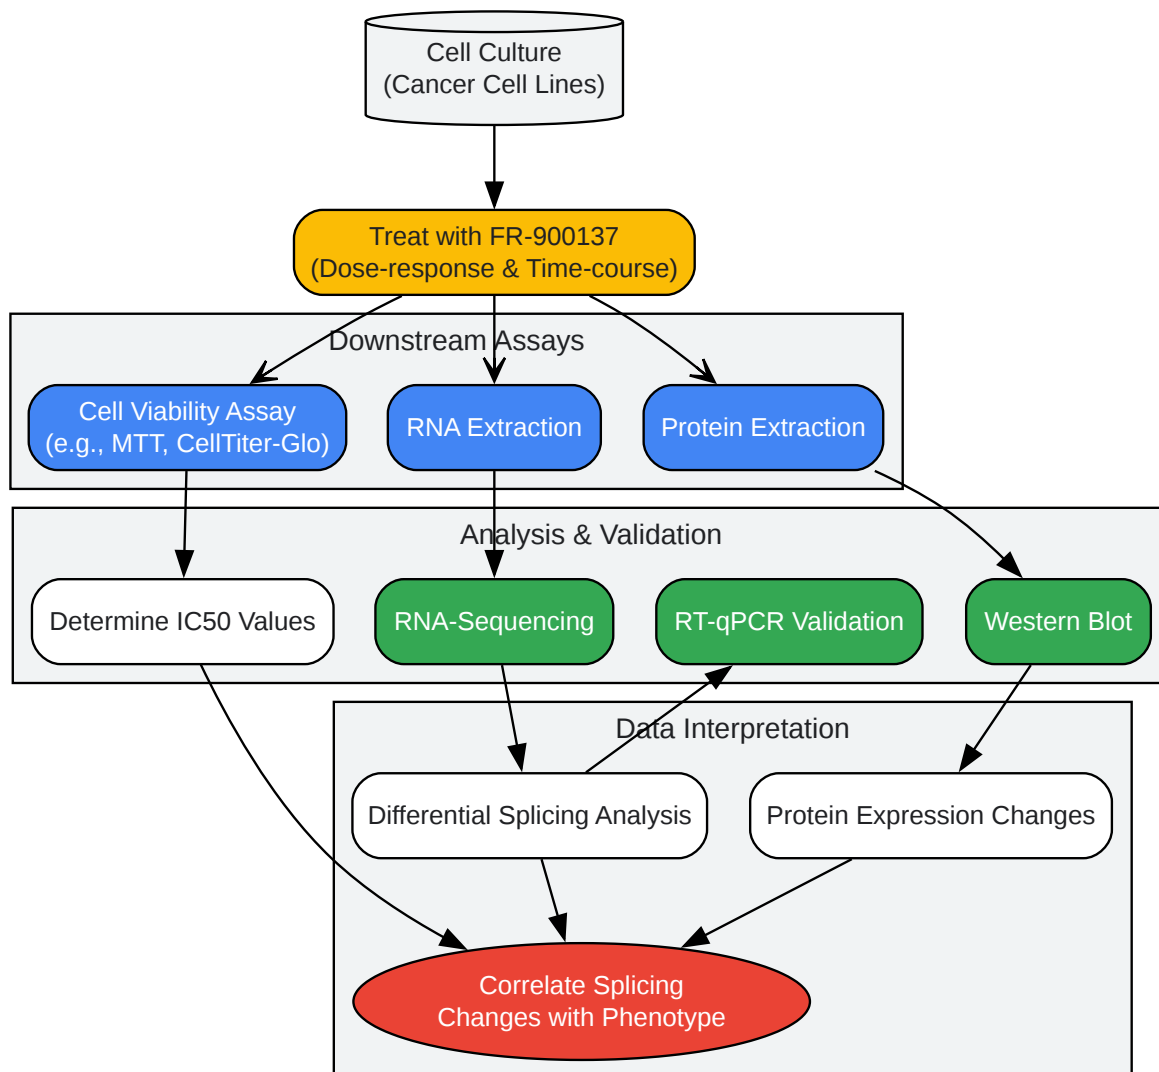 Cell Culture
(Cancer Cell Lines)
Treat with FR-900137
(Dose-response & Time-course)
Downstream Assays
Cell Viability Assay
(e.g., MTT, CellTiter-Glo)
RNA Extraction
Protein Extraction
Analysis & Validation
Determine IC50 Values
RNA-Sequencing
RT-qPCR Validation
Western Blot
Data Interpretation
Differential Splicing Analysis
Protein Expression Changes
Correlate Splicing
Changes with Phenotype